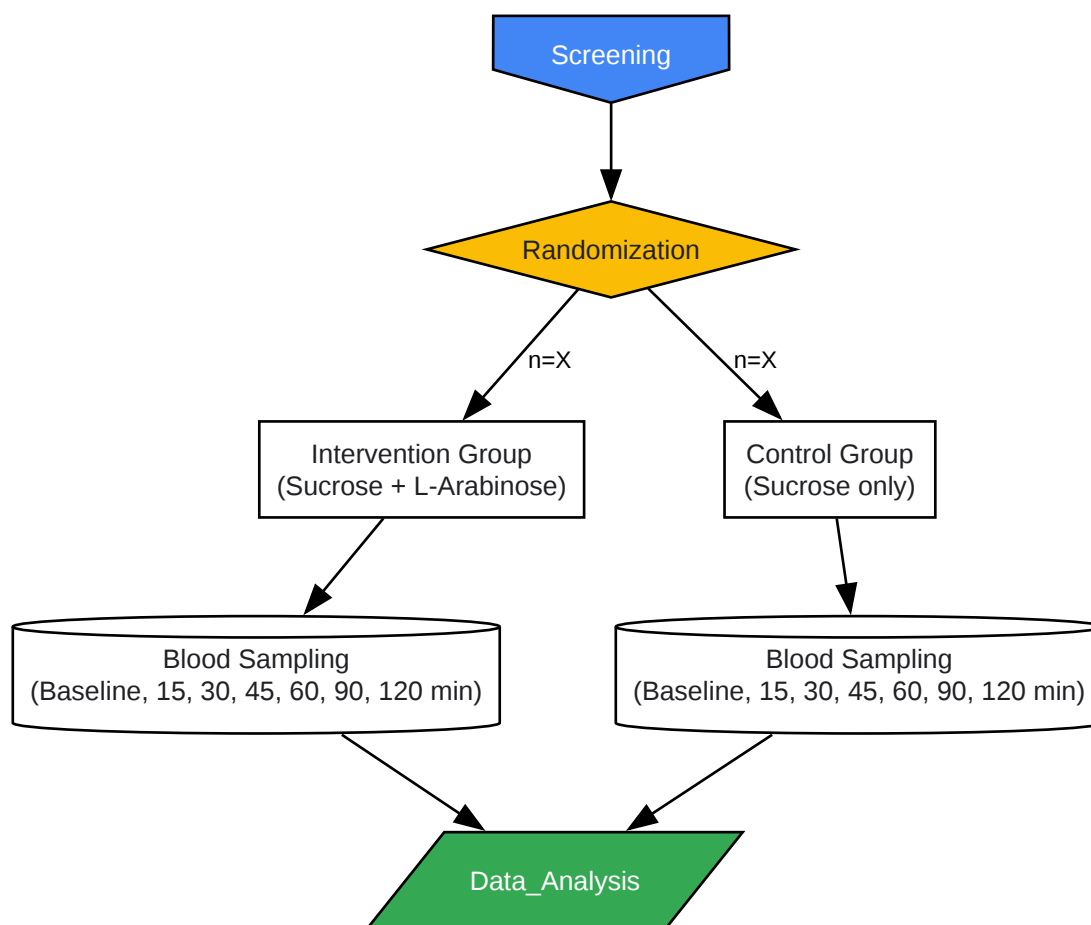 Screening
Randomization
n=X
n=X
Intervention Group
(Sucrose + L-Arabinose)
Control Group
(Sucrose only)
Blood Sampling
(Baseline, 15, 30, 45, 60, 90, 120 min)
Blood Sampling
(Baseline, 15, 30, 45, 60, 90, 120 min)
Data_Analysis